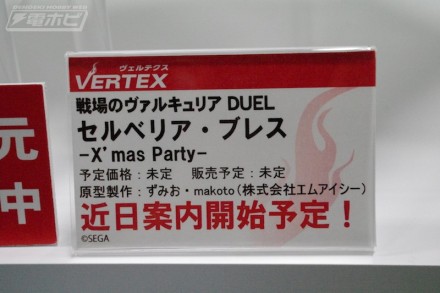 電ホビ
ヴェルテクス
VERTEX
戦場のヴァルキュリア DUEL
セルベリア・ブレス
-X'mas Party-
予定価格：未定　販売予定：未定
原型製作：ずみお・makoto(株式会社エムアイシー)
近日案内開始予定！
©SEGA
元
中